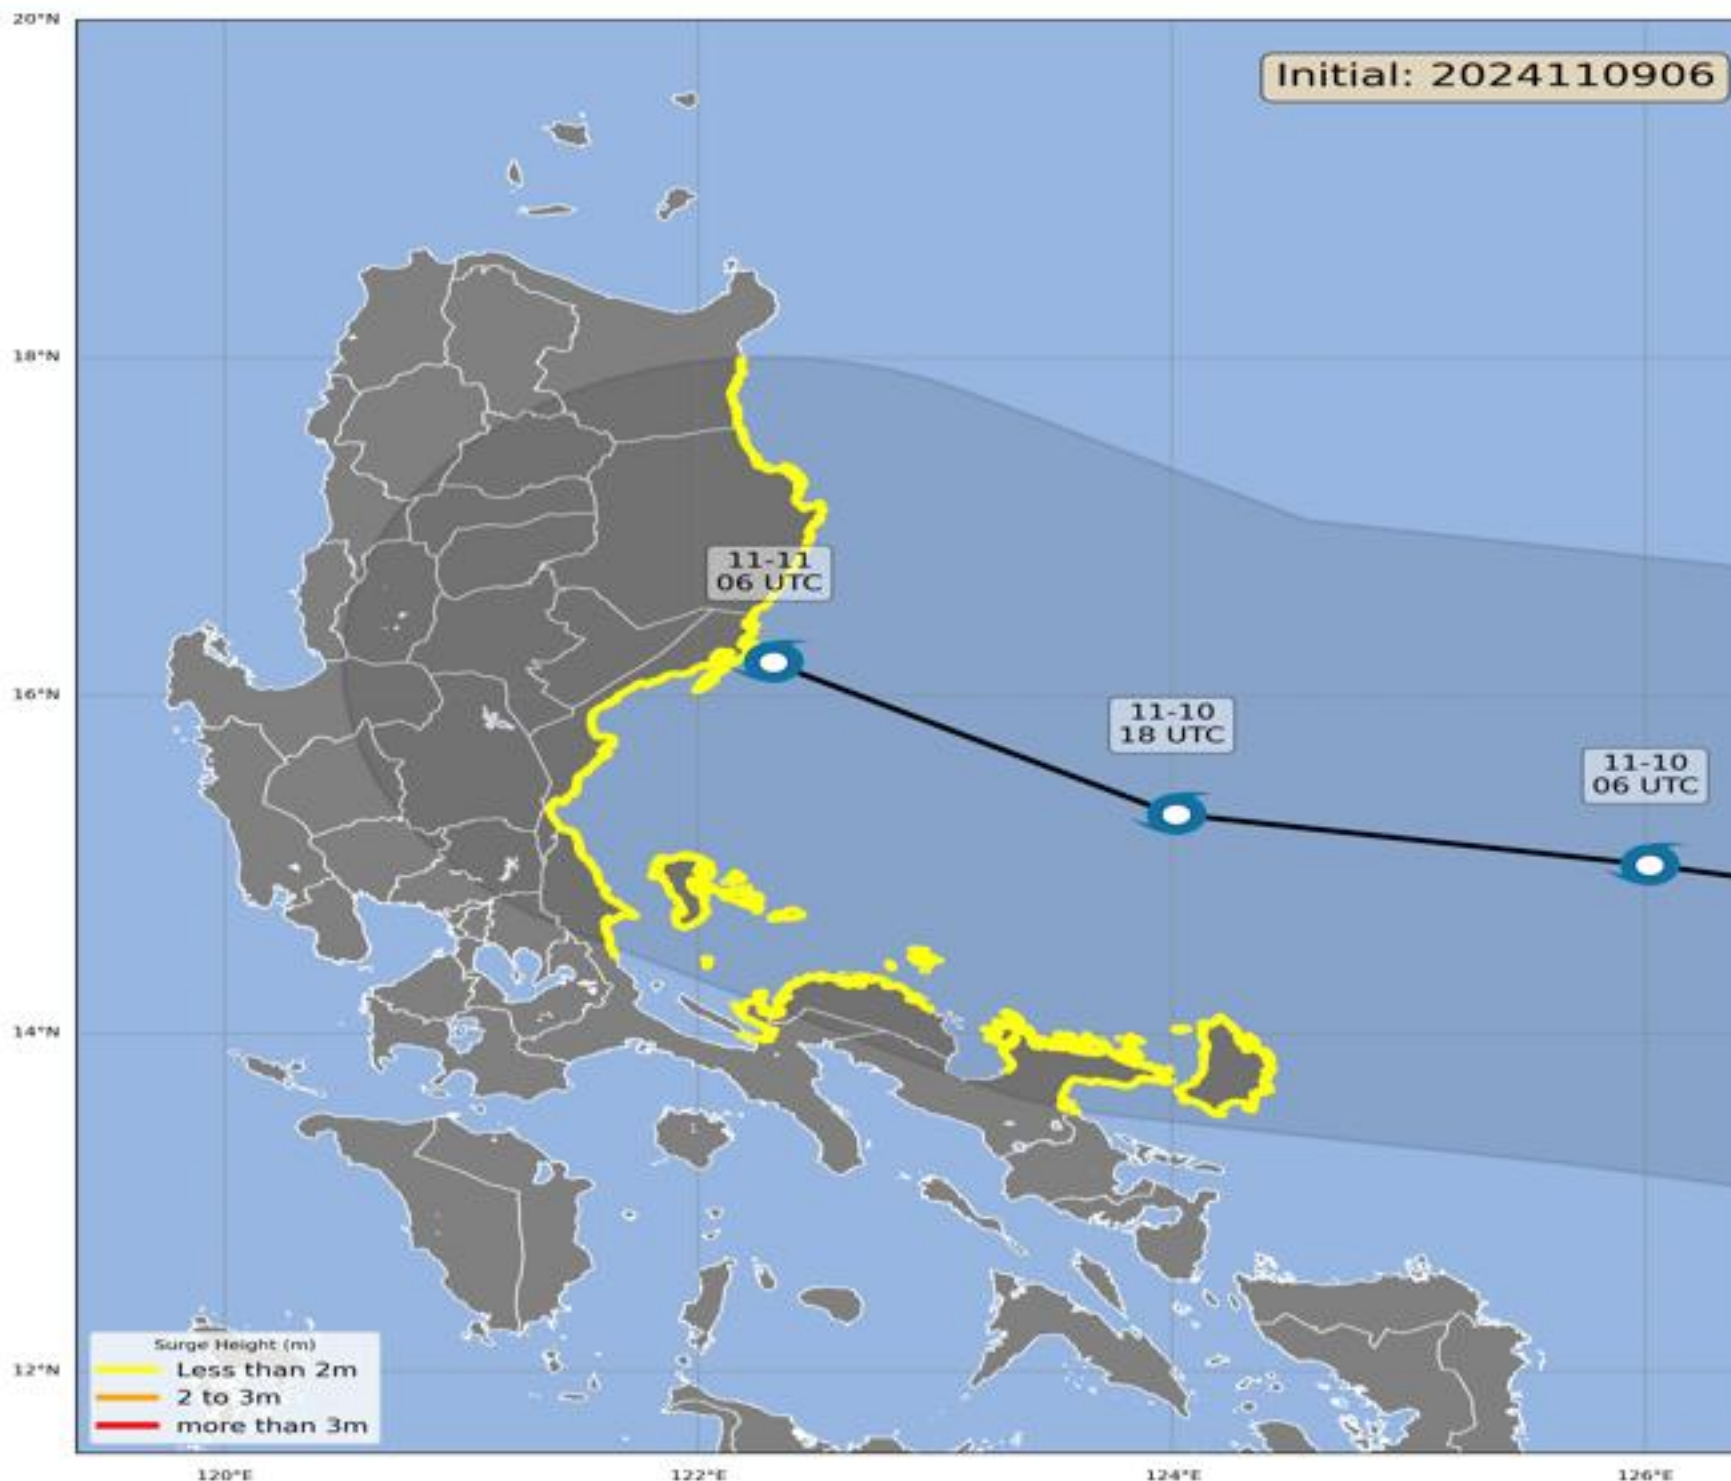 20°N
Initial: 2024110906
18°N
11-11
06 UTC
16°N
11-10
18 UTC
11-10
06 UTC
14°N
12°N
Surge Height (m)
Less than 2m
2 to 3m
more than 3m
120°E
122°E
124°E
126°E